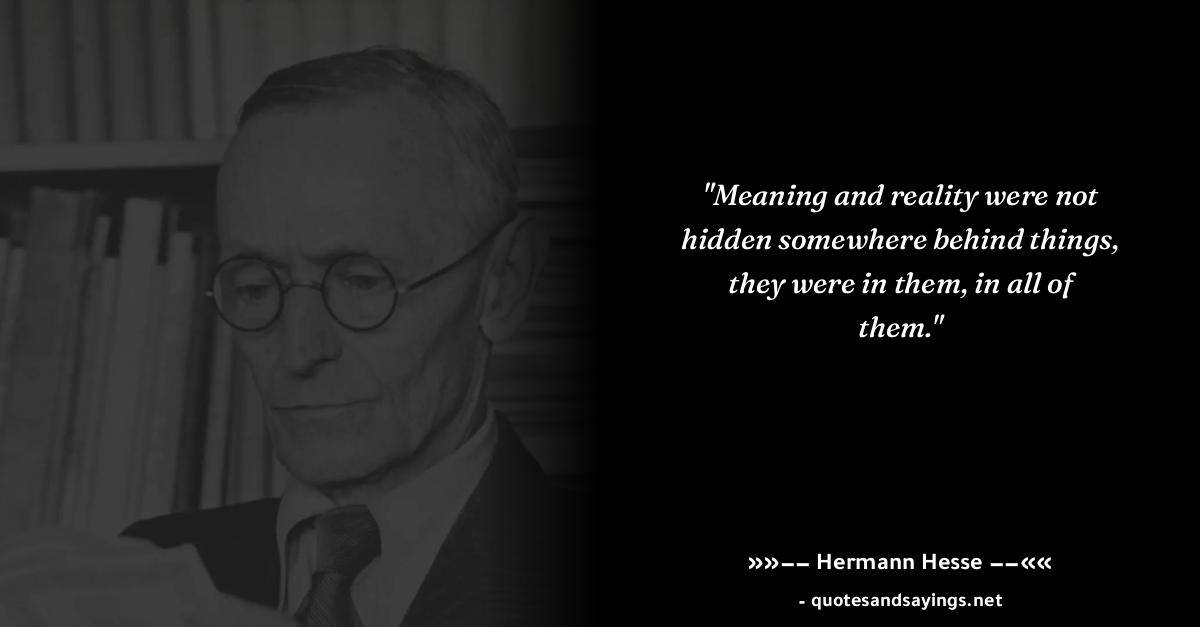 "Meaning and reality were not
hidden somewhere behind things,
they were in them, in all of
them."
»»−− Hermann Hesse −−««
- quotesandsayings.net